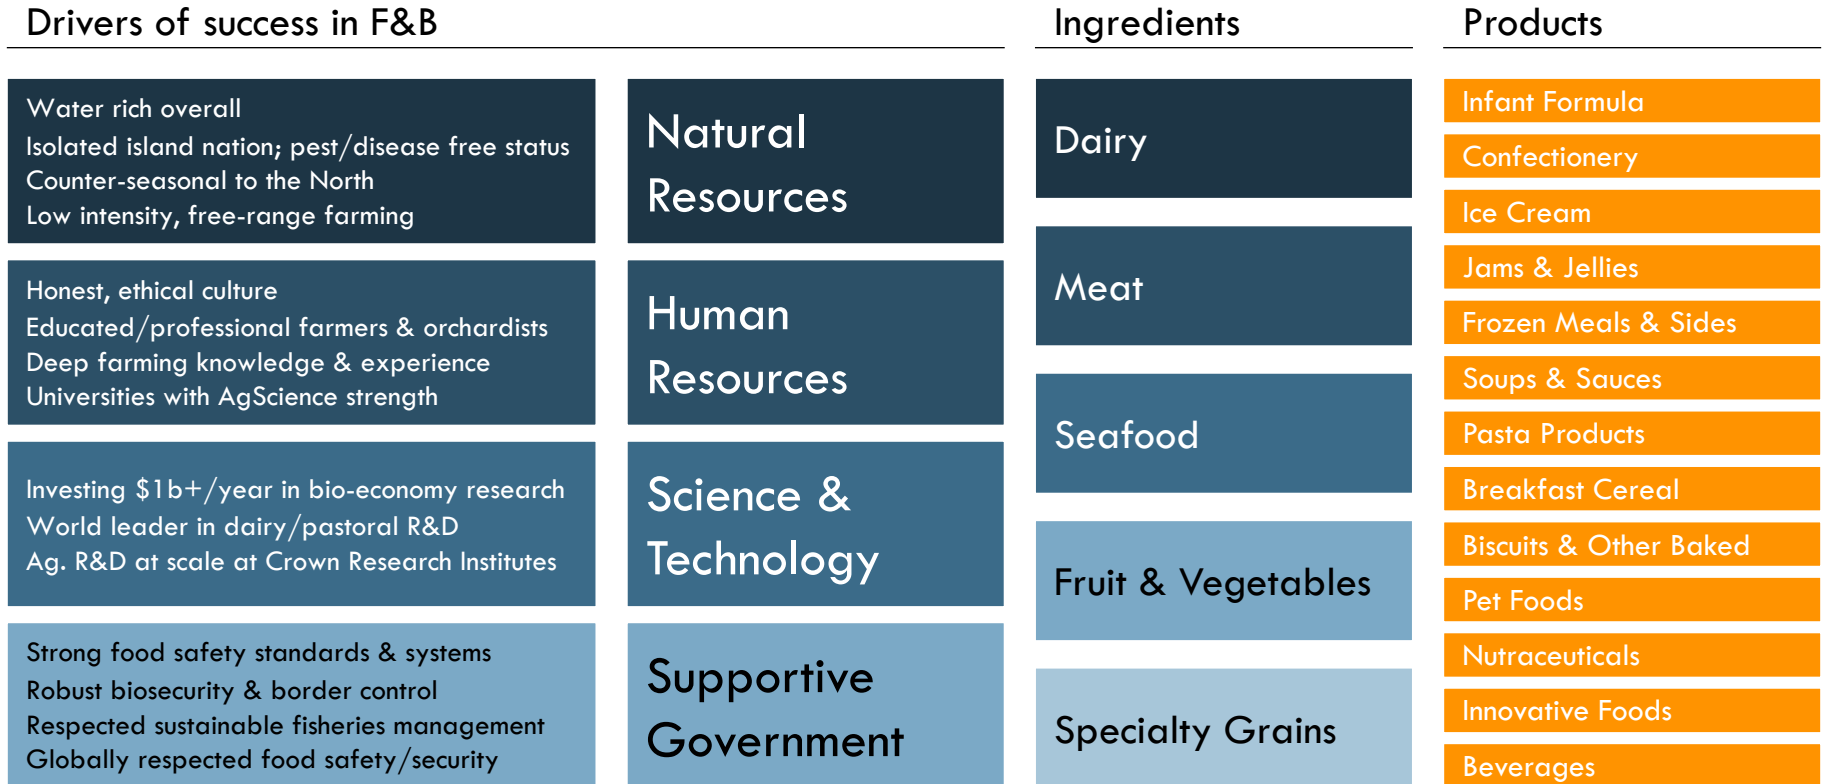 Drivers of success in F&B
Ingredients
Products
Water rich overall
Isolated island nation; pest/disease free status
Counter-seasonal to the North
Low intensity, free-range farming
Natural
Resources
Honest, ethical culture
Educated/professional farmers & orchardists
Deep farming knowledge & experience
Universities with AgScience strength
Human
Resources
Investing $1b+/year in bio-economy research
World leader in dairy/pastoral R&D
Ag. R&D at scale at Crown Research Institutes
Science &
Technology
Strong food safety standards & systems
Robust biosecurity & border control
Respected sustainable fisheries management
Globally respected food safety/security
Supportive
Government
Dairy
Meat
Seafood
Fruit & Vegetables
Specialty Grains
Infant Formula
Confectionery
Ice Cream
Jams & Jellies
Frozen Meals & Sides
Soups & Sauces
Pasta Products
Breakfast Cereal
Biscuits & Other Baked
Pet Foods
Nutraceuticals
Innovative Foods
Beverages